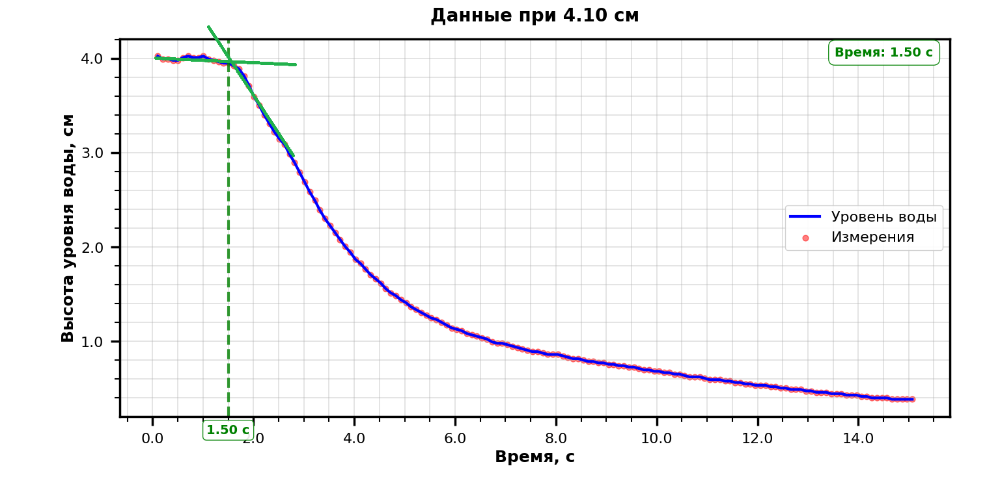 Данные при 4.10 см
Время: 1.50 с
Высота уровня воды, см
4.0
3.0
2.0
1.0
Уровень воды
Измерения
1.50 с
0.0 2.0 4.0 6.0 8.0 10.0 12.0 14.0
Время, с